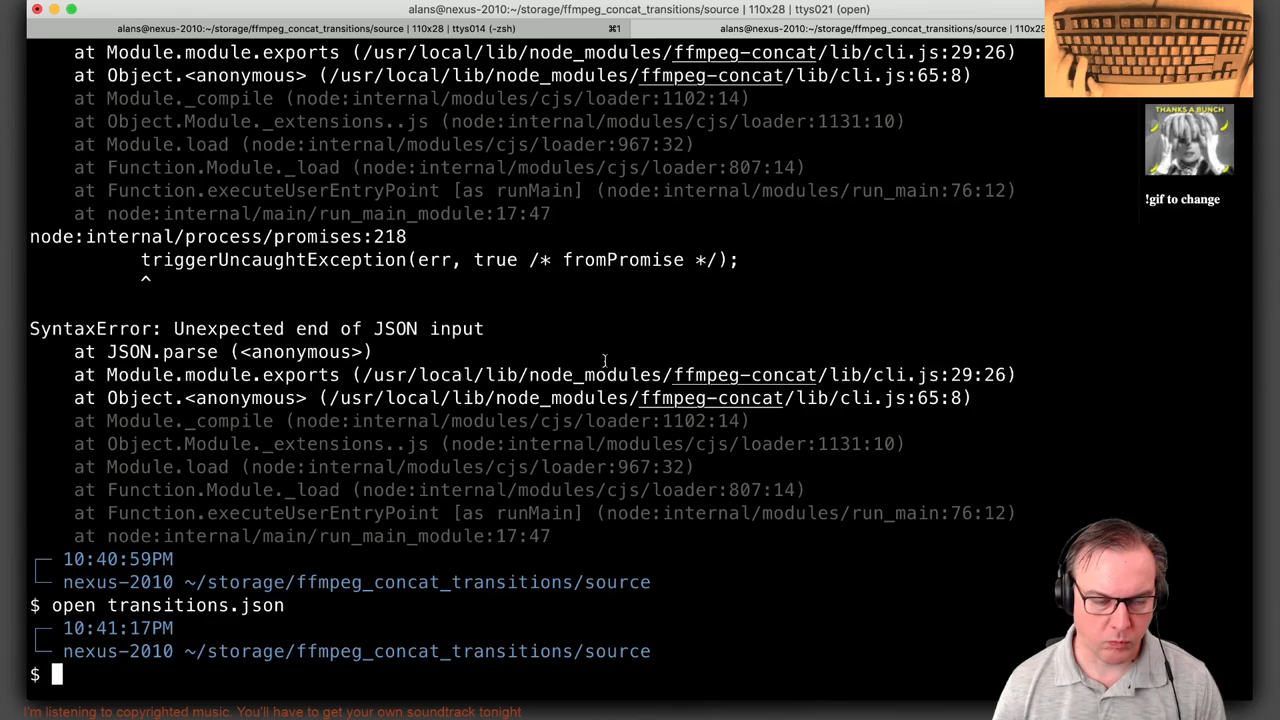 alans@nexus-2010:~/storage/ffmpeg_concat_transitions/source | 110x28 | ttys021 (open)
alans@nexus-2010:~/storage/ffmpeg_concat_transitions/source | 110x28 | ttys014 (-zsh) ⌘1 alans@nexus-2010:~/storage/ffmpeg_concat_transitions/source | 110x28
at Module.module.exports (/usr/local/lib/node_modules/ffmpeg-concat/lib/cli.js:29:26)
at Object.<anonymous> (/usr/local/lib/node_modules/ffmpeg-concat/lib/cli.js:65:8)
at Module._compile (node:internal/modules/cjs/loader:1102:14)
at Object.Module._extensions..js (node:internal/modules/cjs/loader:1131:10)
at Module.load (node:internal/modules/cjs/loader:967:32)
at Function.Module._load (node:internal/modules/cjs/loader:807:14)
at Function.executeUserEntryPoint [as runMain] (node:internal/modules/run_main:76:12)
at node:internal/main/run_main_module:17:47
node:internal/process/promises:218
triggerUncaughtException(err, true /* fromPromise */);
^
SyntaxError: Unexpected end of JSON input
at JSON.parse (<anonymous>)
at Module.module.exports (/usr/local/lib/node_modules/ffmpeg-concat/lib/cli.js:29:26)
at Object.<anonymous> (/usr/local/lib/node_modules/ffmpeg-concat/lib/cli.js:65:8)
at Module._compile (node:internal/modules/cjs/loader:1102:14)
at Object.Module._extensions..js (node:internal/modules/cjs/loader:1131:10)
at Module.load (node:internal/modules/cjs/loader:967:32)
at Function.Module._load (node:internal/modules/cjs/loader:807:14)
at Function.executeUserEntryPoint [as runMain] (node:internal/modules/run_main:76:12)
at node:internal/main/run_main_module:17:47
10:40:59PM
nexus-2010 ~/storage/ffmpeg_concat_transitions/source
$ open transitions.json
10:41:17PM
nexus-2010 ~/storage/ffmpeg_concat_transitions/source
$
THANKS A BUNCH
!gif to change
I'm listening to copyrighted music. You'll have to get your own soundtrack tonight